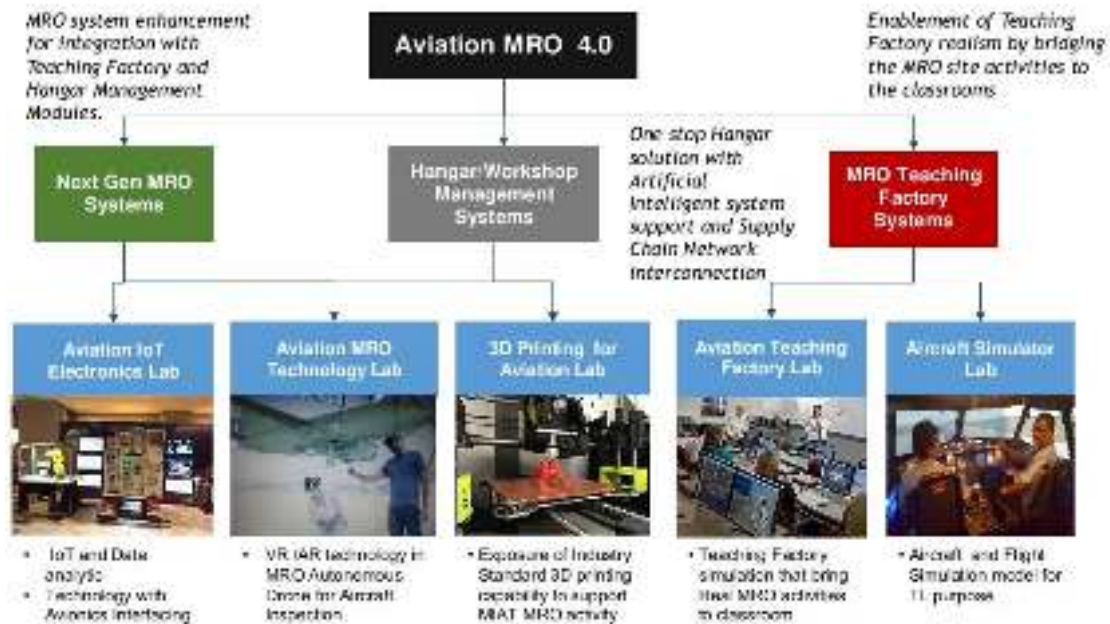 MRO system enhancement
for integration with
Teaching Factory and
Hangar Management
Modules.
Aviation MRO 4.0
Enablement of Teaching
Factory realism by bridging
the MRO site activities to
the classrooms
Next Gen MRO
Systems
Hangar/Workshop
Management
Systems
One stop Hangar
solution with
Artificial
Intelligent system
support and Supply
Chain Network
interconnection
MRO Teaching
Factory
Systems
Aviation IoT
Electronics Lab
Aviation MRO
Technology Lab
3D Printing for
Aviation Lab
Aviation Teaching
Factory Lab
Aircraft Simulator
Lab
• IoT and Data
analytic
• Technology with
Avionics Interfacing
• VR /AR technology in
MRO Autonomous
Drone for Aircraft
Inspection.
• Exposure of Industry
Standard 3D printing
capability to support
MIAT MRO activity
• Teaching Factory
simulation that bring
Real MRO activities
to classroom
• Aircraft and Flight
Simulation model for
purpose